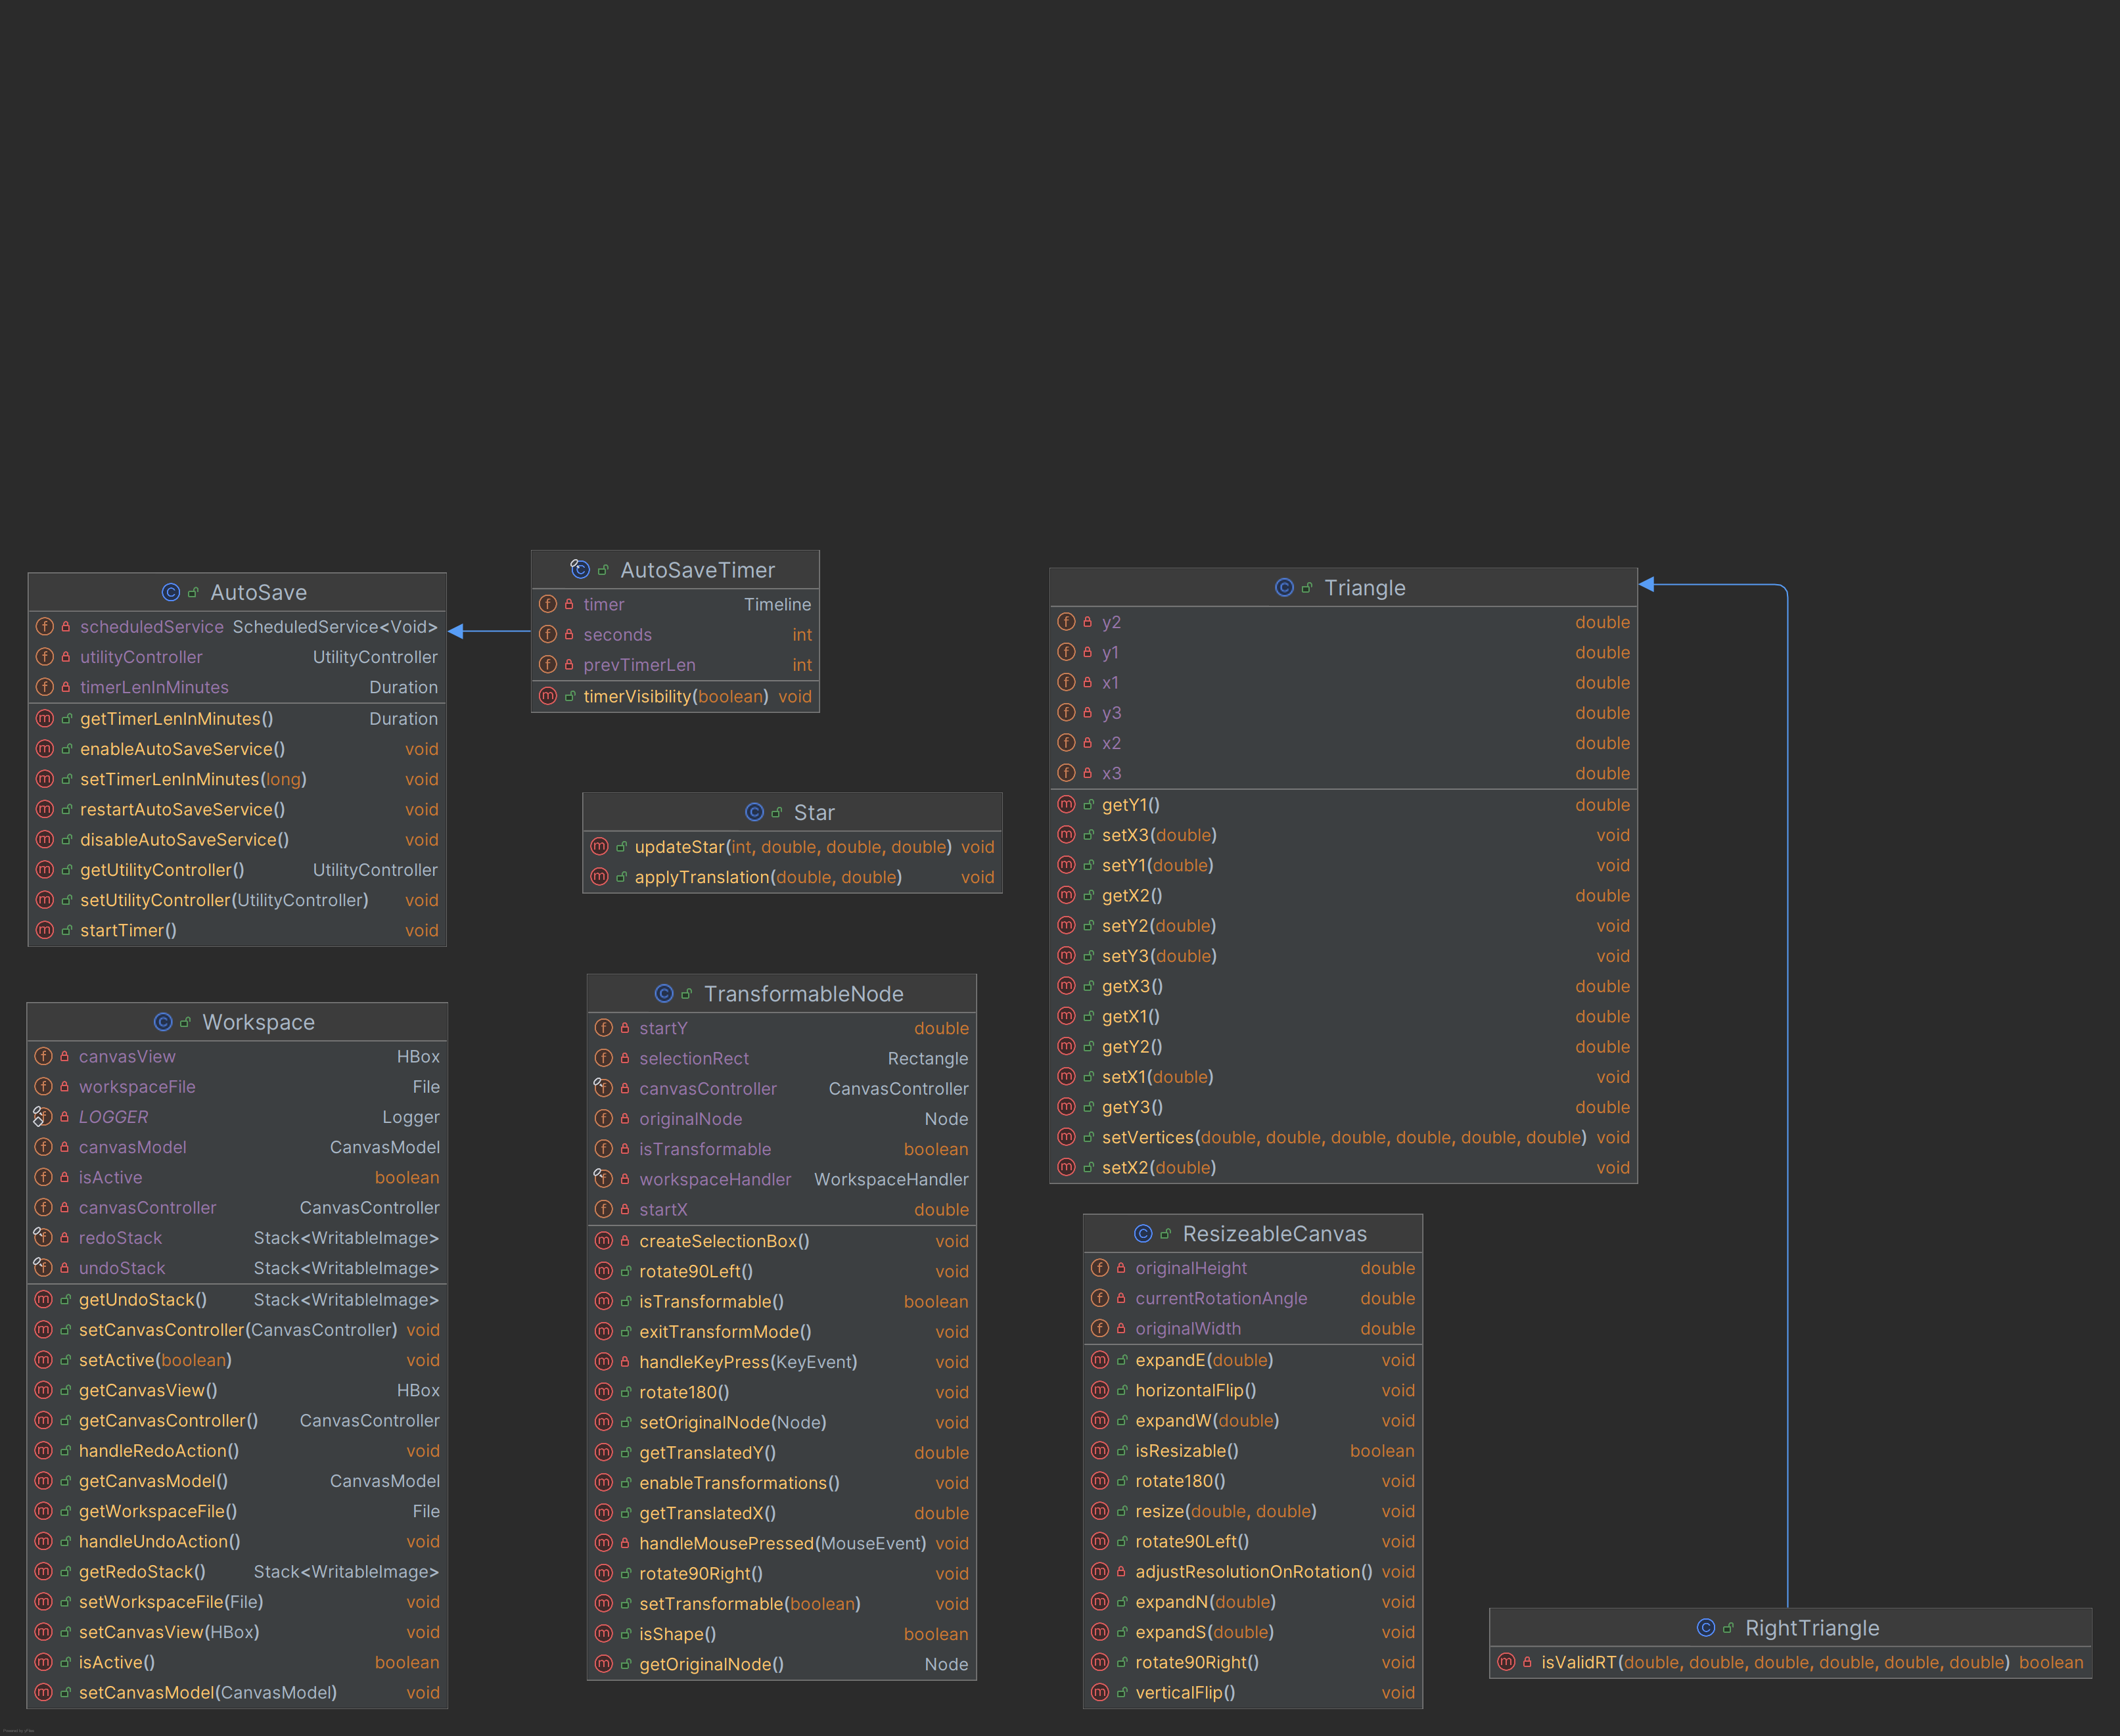 AutoSave
scheduledService ScheduledService<Void>
utilityController UtilityController
timerLenInMinutes Duration
getTimerLenInMinutes() Duration
enableAutoSaveService() void
setTimerLenInMinutes(long) void
restartAutoSaveService() void
disableAutoSaveService() void
getUtilityController() UtilityController
setUtilityController(UtilityController) void
startTimer() void
AutoSaveTimer
timer Timeline
seconds int
prevTimerLen int
timerVisibility(boolean) void
Star
updateStar(int, double, double, double) void
applyTranslation(double, double) void
Triangle
y2 double
y1 double
x1 double
y3 double
x2 double
x3 double
getY1() double
setX3(double) void
setY1(double) void
getX2() double
setY2(double) void
setY3(double) void
getX3() double
getX1() double
getY2() double
setX1(double) void
getY3() double
setVertices(double, double, double, double, double, double) void
setX2(double) void
Workspace
canvasView HBox
workspaceFile File
LOGGER Logger
canvasModel CanvasModel
isActive boolean
canvasController CanvasController
redoStack Stack<WritableImage>
undoStack Stack<WritableImage>
getUndoStack() Stack<WritableImage>
setCanvasController(CanvasController) void
setActive(boolean) void
getCanvasView() HBox
getCanvasController() CanvasController
handleRedoAction() void
getCanvasModel() CanvasModel
getWorkspaceFile() File
handleUndoAction() void
getRedoStack() Stack<WritableImage>
setWorkspaceFile(File) void
setCanvasView(HBox) void
isActive() boolean
setCanvasModel(CanvasModel) void
TransformableNode
startY double
selectionRect Rectangle
canvasController CanvasController
originalNode Node
isTransformable boolean
workspaceHandler WorkspaceHandler
startX double
createSelectionBox() void
rotate90Left() void
isTransformable() boolean
exitTransformMode() void
handleKeyPress(KeyEvent) void
rotate180() void
setOriginalNode(Node) void
getTranslatedY() double
enableTransformations() void
getTranslatedX() double
handleMousePressed(MouseEvent) void
rotate90Right() void
setTransformable(boolean) void
isShape() boolean
getOriginalNode() Node
ResizeableCanvas
originalHeight double
currentRotationAngle double
originalWidth double
expandE(double) void
horizontalFlip() void
expandW(double) void
isResizable() boolean
rotate180() void
resize(double, double) void
rotate90Left() void
adjustResolutionOnRotation() void
expandN(double) void
expandS(double) void
rotate90Right() void
verticalFlip() void
RightTriangle
isValidRT(double, double, double, double, double, double) boolean
Powered by yFiles